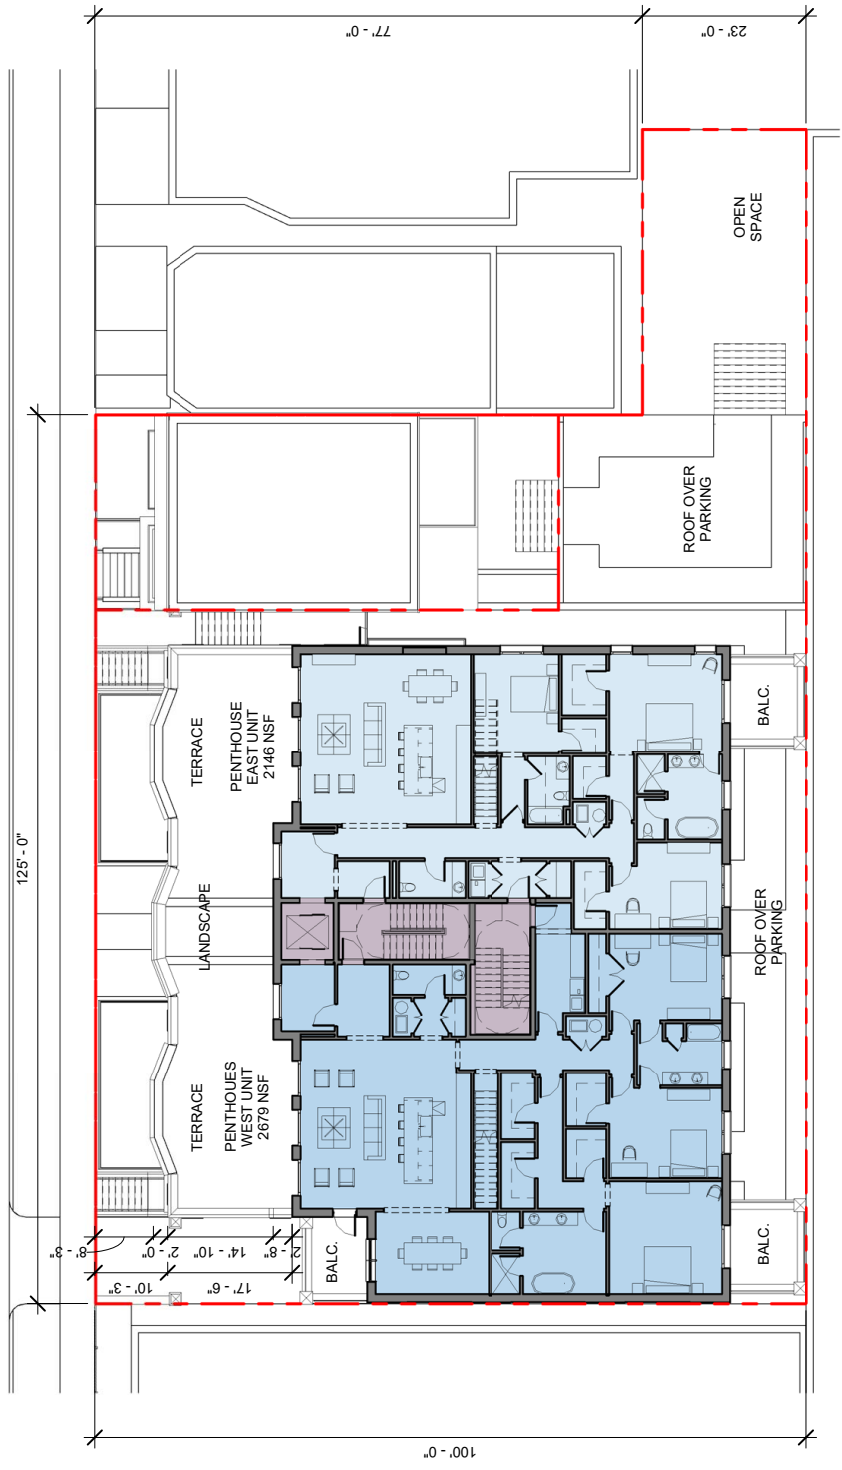 77' - 0"
23' - 0"
OPEN
SPACE
125' - 0"
ROOF OVER
PARKING
TERRACE
PENTHOUSE
EAST UNIT
2146 NSF
BALC.
LANDSCAPE
ROOF OVER
PARKING
TERRACE
PENTHOUES
WEST UNIT
2679 NSF
8' - 3"
2' - 0"
14' - 10"
2' - 8"
10' - 3"
17' - 6"
BALC.
BALC.
100' - 0"